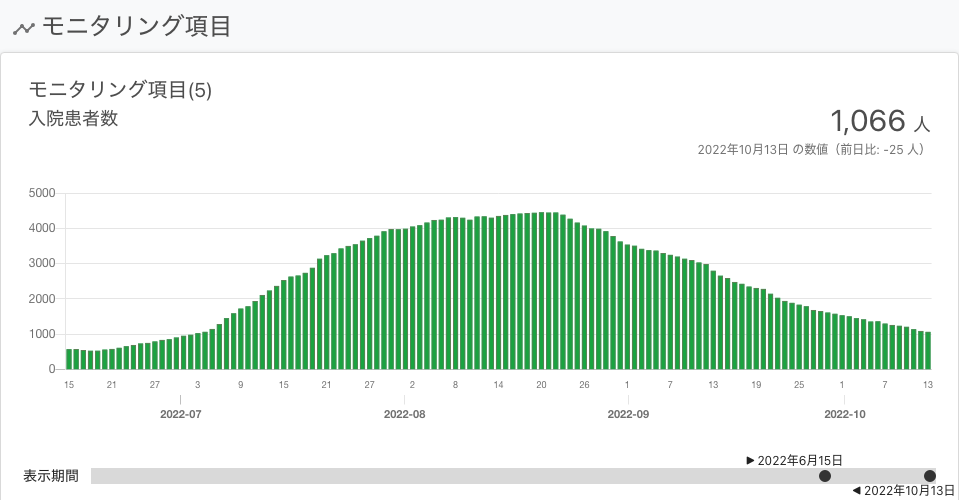 モニタリング項目
モニタリング項目(5)
入院患者数
1,066 人
2022年10月13日 の数値（前日比: -25 人）
5000
4000
3000
2000
1000
0
15 21 27 3 9 15 21 27 2 8 14 20 26 1 7 13 19 25 1 7 13
2022-07 2022-08 2022-09 2022-10
▶ 2022年6月15日
表示期間
◀ 2022年10月13日